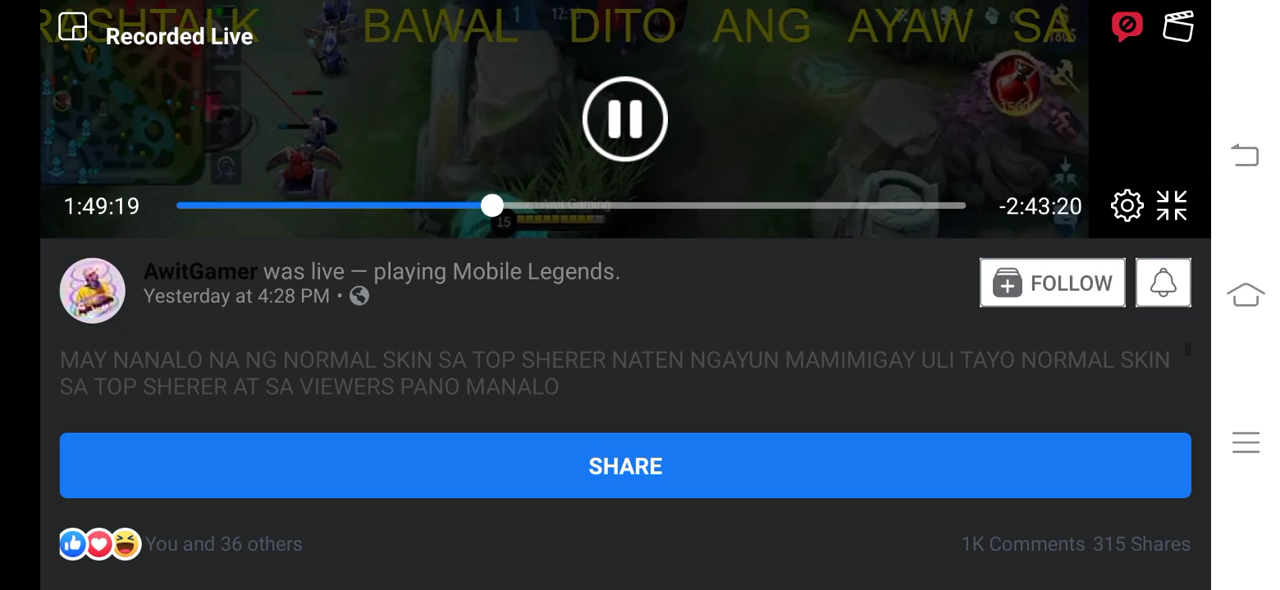 RASHTALK BAWAL DITO ANG AYAW SA
Recorded Live
1:49:19
-2:43:20
15
AwitGamer was live — playing Mobile Legends.
Yesterday at 4:28 PM •
FOLLOW
MAY NANALO NA NG NORMAL SKIN SA TOP SHERER NATEN NGAYUN MAMIMIGAY ULI TAYO NORMAL SKIN
SA TOP SHERER AT SA VIEWERS PANO MANALO
SHARE
You and 36 others
1K Comments 315 Shares